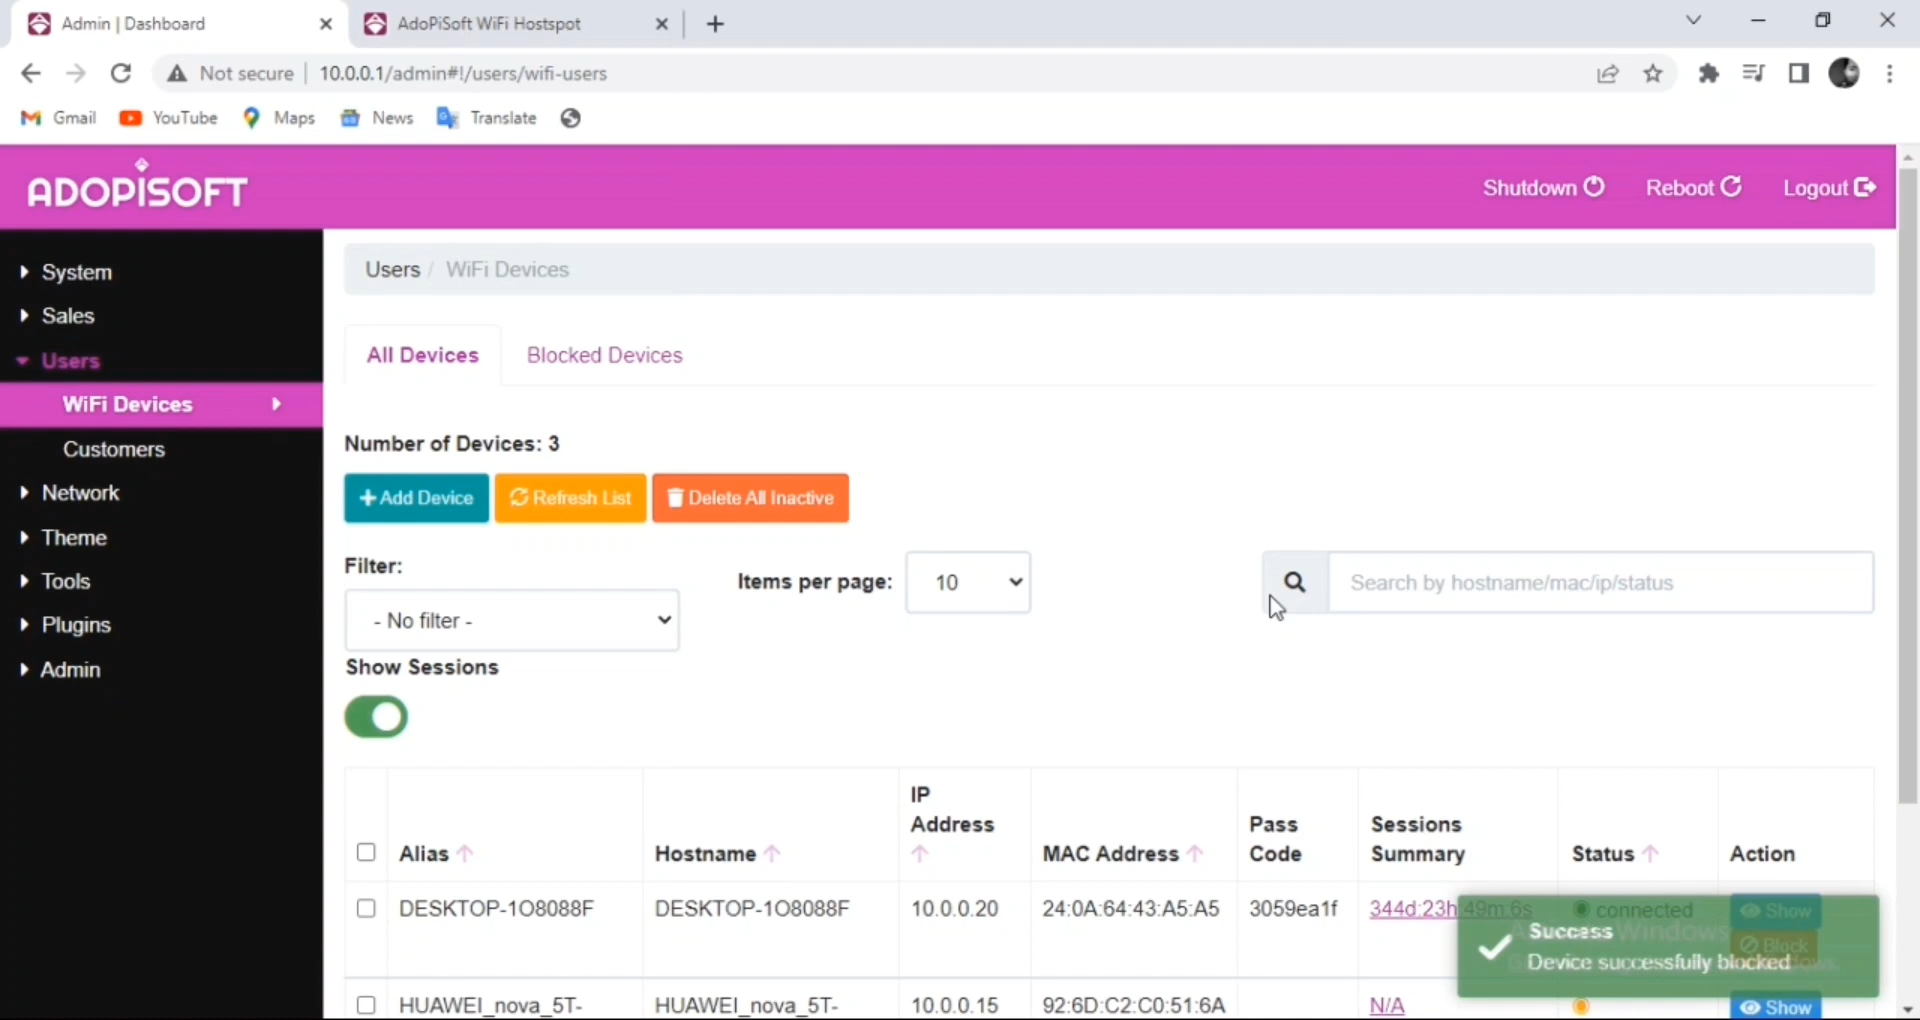 Admin | Dashboard
AdoPiSoft WiFi Hostspot
Not secure
10.0.0.1/admin#!/users/wifi-users
Gmail
YouTube
Maps
News
Translate
ADOPISOFT
Shutdown
Reboot
Logout
System
Sales
Users
WiFi Devices
Customers
Network
Theme
Tools
Plugins
Admin
Users / WiFi Devices
All Devices
Blocked Devices
Number of Devices: 3
+Add Device
Refresh List
Delete All Inactive
Filter:
- No filter -
Items per page:
10
Search by hostname/mac/ip/status
Show Sessions
Alias
Hostname
IP
Address
MAC Address
Pass
Code
Sessions
Summary
Status
Action
DESKTOP-1O8088F
DESKTOP-1O8088F
10.0.0.20
24:0A:64:43:A5:A5
3059ea1f
344d:23h:49m:6s
connected
Show
Block
Success
Device successfully blocked
HUAWEI_nova_5T-
HUAWEI_nova_5T-
10.0.0.15
92:6D:C2:C0:51:6A
N/A
Show